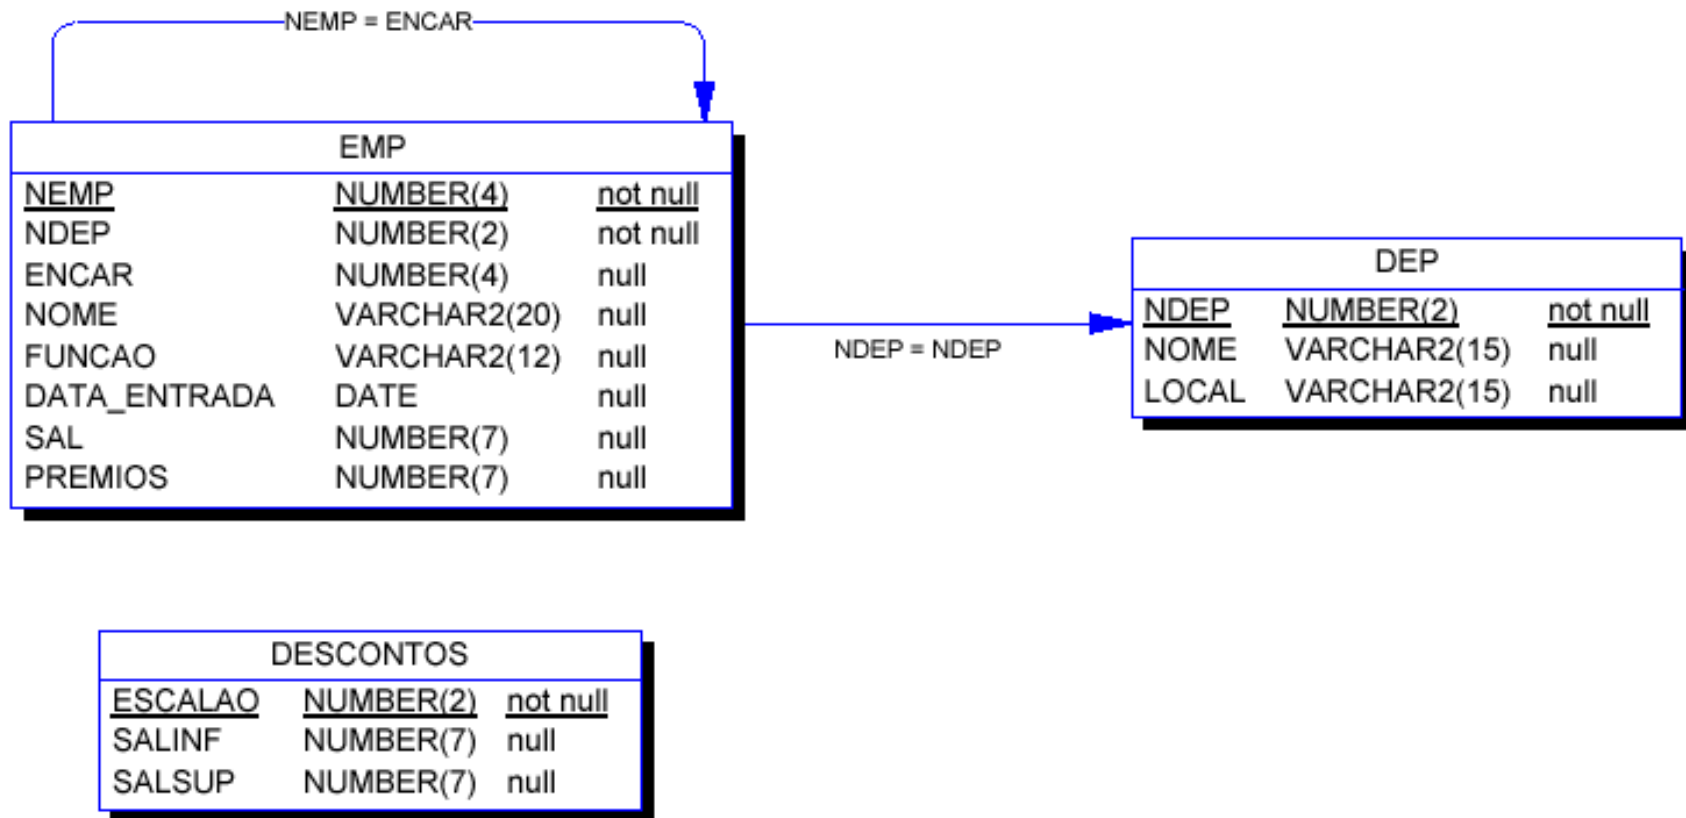 NEMP = ENCAR
EMP
NEMP NUMBER(4) not null
NDEP NUMBER(2) not null
ENCAR NUMBER(4) null
NOME VARCHAR2(20) null
FUNCAO VARCHAR2(12) null
DATA_ENTRADA DATE null
SAL NUMBER(7) null
PREMIOS NUMBER(7) null
NDEP = NDEP
DEP
NDEP NUMBER(2) not null
NOME VARCHAR2(15) null
LOCAL VARCHAR2(15) null
DESCONTOS
ESCALAO NUMBER(2) not null
SALINF NUMBER(7) null
SALSUP NUMBER(7) null